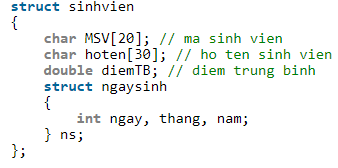 struct sinhvien
{
char MSV[20]; // ma sinh vien
char hoten[30]; // ho ten sinh vien
double diemTB; // diem trung binh
struct ngaysinh
{
int ngay, thang, nam;
} ns;
};